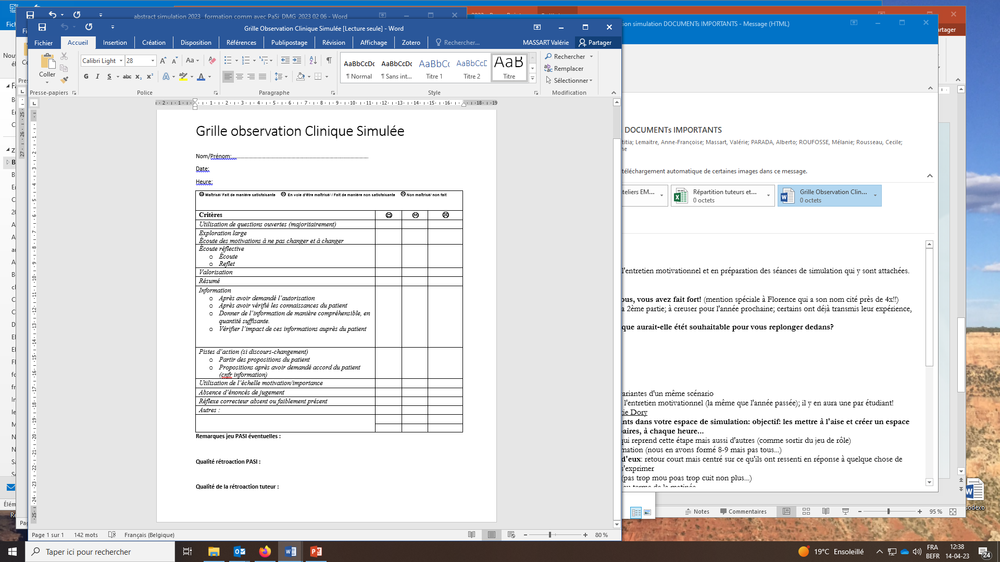 abstract simulation 2023_ formation comm avec PaSi_DMG_2023 02 06 - Word
Grille Observation Clinique Simulée [Lecture seule] - Word
ion simulation DOCUMENTs IMPORTANTS - Message (HTML)
Fichier Accueil Insertion Création Disposition Références Publipostage Révision Affichage Zotero Rechercher... MASSART Valérie Partager
Calibri Light 28
Coller
G I S abc x₂ x²
AaBbCcDc AaBbCcDc AaBbC( AaBbCcD AaB
¶ Normal ¶ Sans int... Titre 1 Titre 2 Titre
Rechercher
Remplacer
Sélectionner
Presse-papiers Police Paragraphe Style Modification
Grille observation Clinique Simulée
Nom/Prénom:
Date:
Heure:
☺ Maîtrisé/ Fait de manière satisfaisante 😐 En voie d'être maîtrisé/ / Fait de manière non satisfaisante ☹ Non maîtrisé/ non fait
Critères ☺ 😐 ☹
Utilisation de questions ouvertes (majoritairement)
Exploration large
Écoute des motivations à ne pas changer et à changer
Écoute réflective
o Écoute
o Reflet
Valorisation
Résumé
Information
o Après avoir demandé l'autorisation
o Après avoir vérifié les connaissances du patient
o Donner de l'information de manière compréhensible, en
quantité suffisante.
o Vérifier l'impact de ces informations auprès du patient
Pistes d'action (si discours-changement)
o Partir des propositions du patient
o Propositions après avoir demandé accord du patient
(cnfr information)
Utilisation de l'échelle motivation/importance
Absence d'énoncés de jugement
Réflexe correcteur absent ou faiblement présent
Autres :
Remarques jeu PASI éventuelles :
Qualité rétroaction PASI :
Qualité de la rétroaction tuteur :
Page 1 sur 1 142 mots Français (Belgique) 80 %
DOCUMENTs IMPORTANTS
titia; Lemaitre, Anne-Françoise; Massart, Valérie; PARADA, Alberto; ROUFOSSE, Mélanie; Rousseau, Cecile;
ne
téléchargement automatique de certaines images dans ce message.
teliers EM...
Répartition tuteurs et...
0 octets
Grille Observation Clin...
0 octets
l'entretien motivationnel et en préparation des séances de simulation qui y sont attachées.
ous, vous avez fait fort! (mention spéciale à Florence qui a son nom cité près de 4x!!)
a 2ème partie; à creuser pour l'année prochaine; certains ont déjà transmis leur expérience,
que aurait-elle étét souhaitable pour vous replonger dedans?
variantes d'un même scénario
l'entretien motivationnel (la même que l'année passée); il y en aura une par étudiant!
rie Dory
nts dans votre espace de simulation: objectif: les mettre à l'aise et créer un espace
paires, à chaque heure...
qui reprend cette étape mais aussi d'autres (comme sortir du jeu de rôle)
mation (nous en avons formé 8-9 mais pas tous...)
d'eux: retour court mais centré sur ce qu'ils ont ressenti en réponse à quelque chose de
s'exprimer
(pas trop mou poas trop cuit non plus...)
Notes Commentaires 95 %
sodexo
Taper ici pour rechercher
19°C Ensoleillé
FRA
BEFR
12:38
14-04-23
24